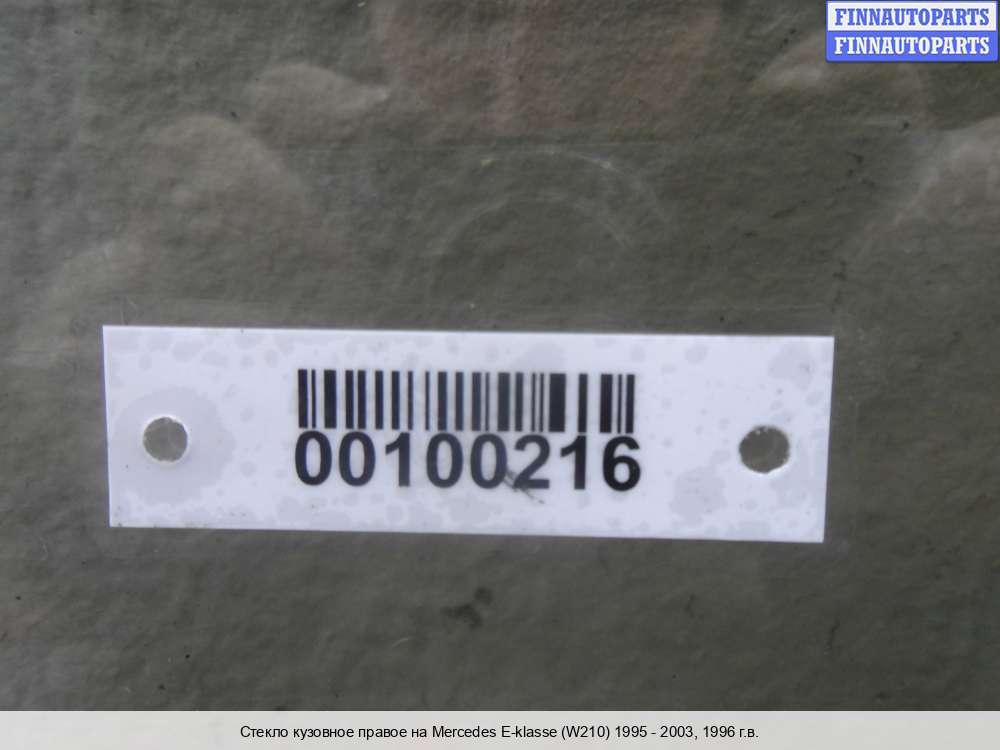 FINNAUTOPARTS
FINNAUTOPARTS
00100216
Стекло кузовное правое на Mercedes E-klasse (W210) 1995 - 2003, 1996 г.в.